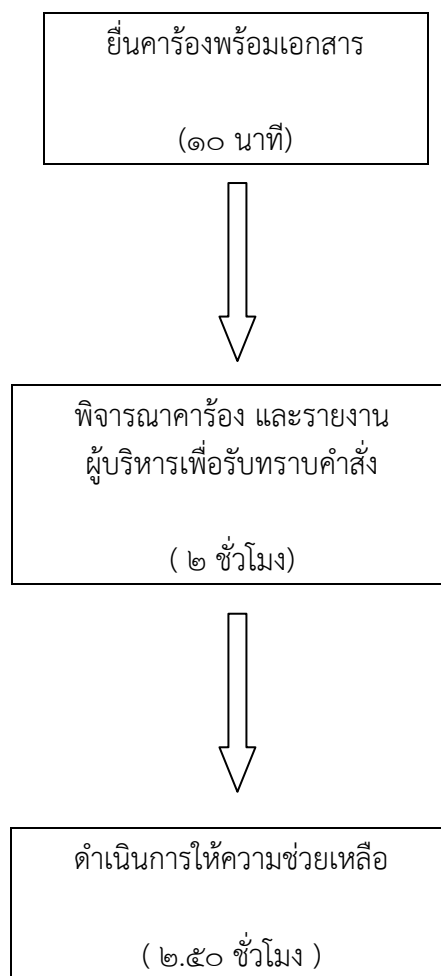 ยื่นคาร้องพร้อมเอกสาร
(๑๐ นาที)
พิจารณาคาร้อง และรายงาน
ผู้บริหารเพื่อรับทราบคำสั่ง
( ๒ ชั่วโมง)
ดำเนินการให้ความช่วยเหลือ
( ๒.๕๐ ชั่วโมง )